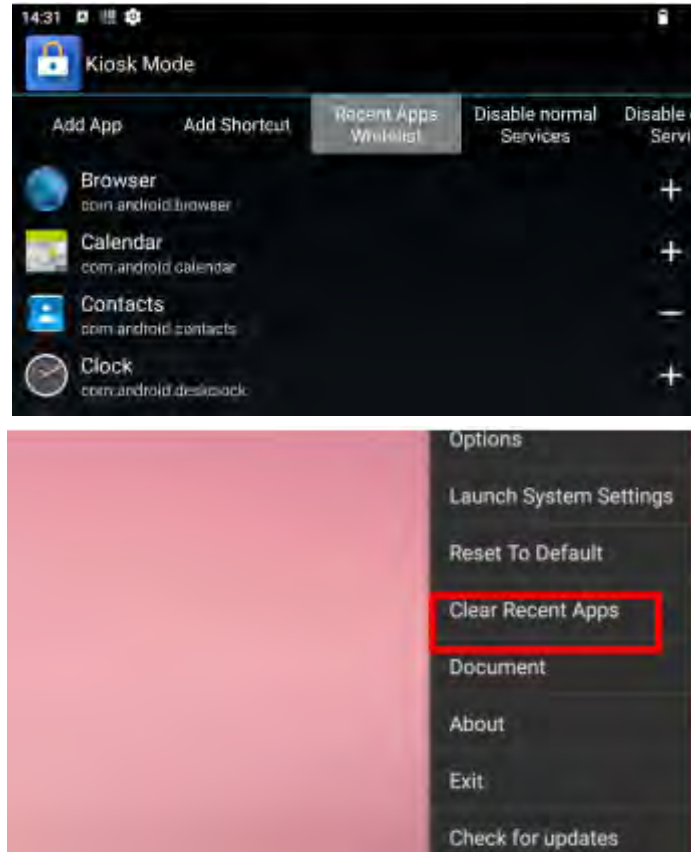 14:31
Kiosk Mode
Add App
Add Shortcut
Recent Apps
Whitelist
Disable normal
Services
Disable
Servi
Browser
com.android.browser
Calendar
com.android.calendar
Contacts
com.android.contacts
Clock
com.android.deskclock
Options
Launch System Settings
Reset To Default
Clear Recent Apps
Document
About
Exit
Check for updates